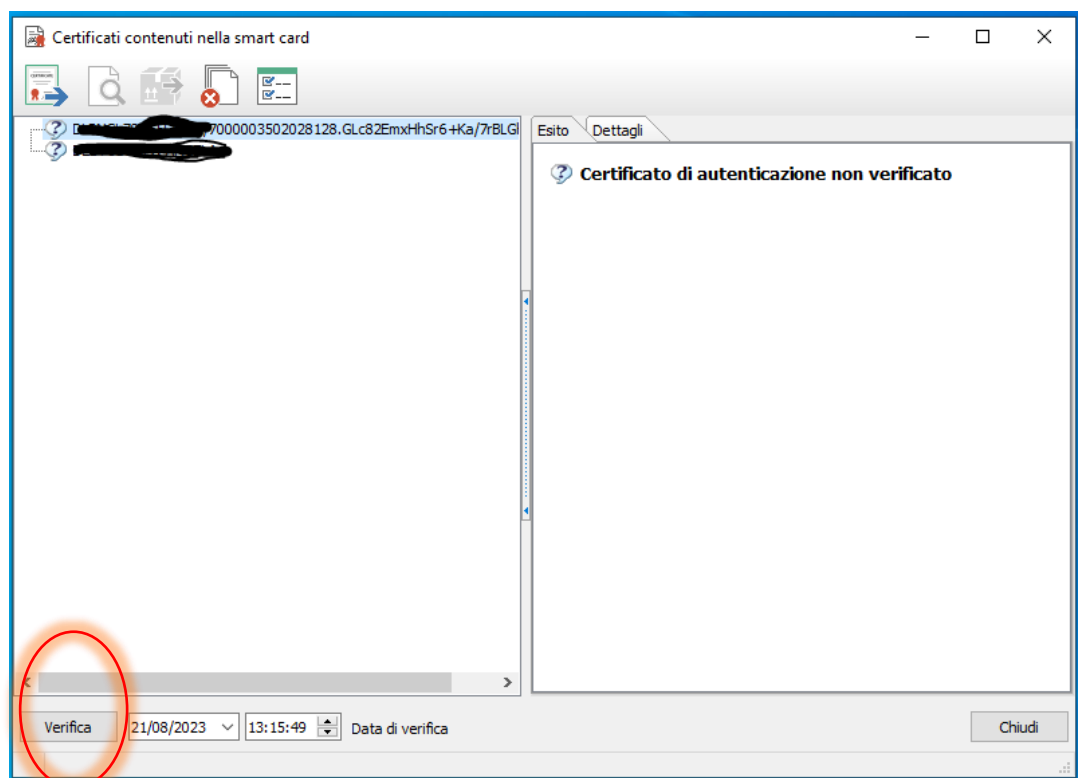 Certificati contenuti nella smart card
7000003502028128.GLc82EmxHhSr6+Ka/7rBLGl
Esito Dettagli
Certificato di autenticazione non verificato
Verifica 21/08/2023 13:15:49 Data di verifica Chiudi